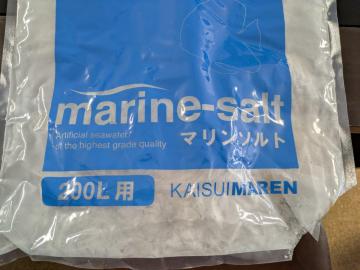 marine-salt
Artificial seawater
of the highest grade quality
マリンソルト
200L用
KAISUIMAREN